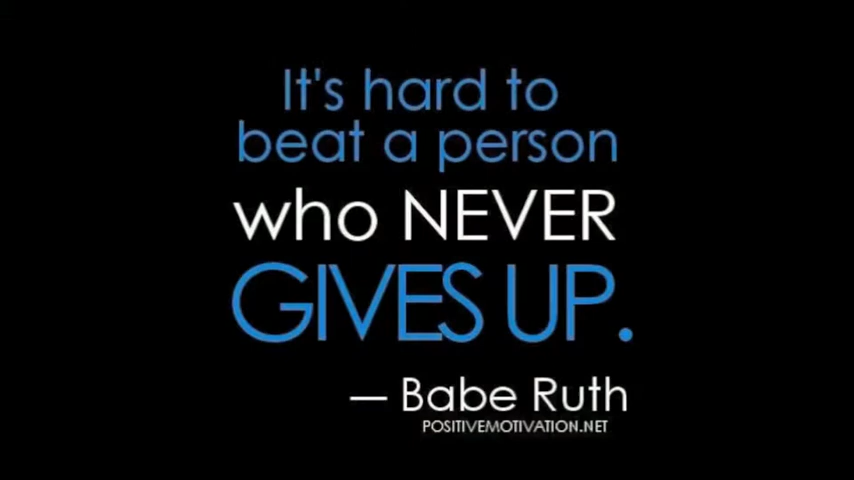 It's hard to
beat a person
who NEVER
GIVES UP.
— Babe Ruth
POSITIVEMOTIVATION.NET